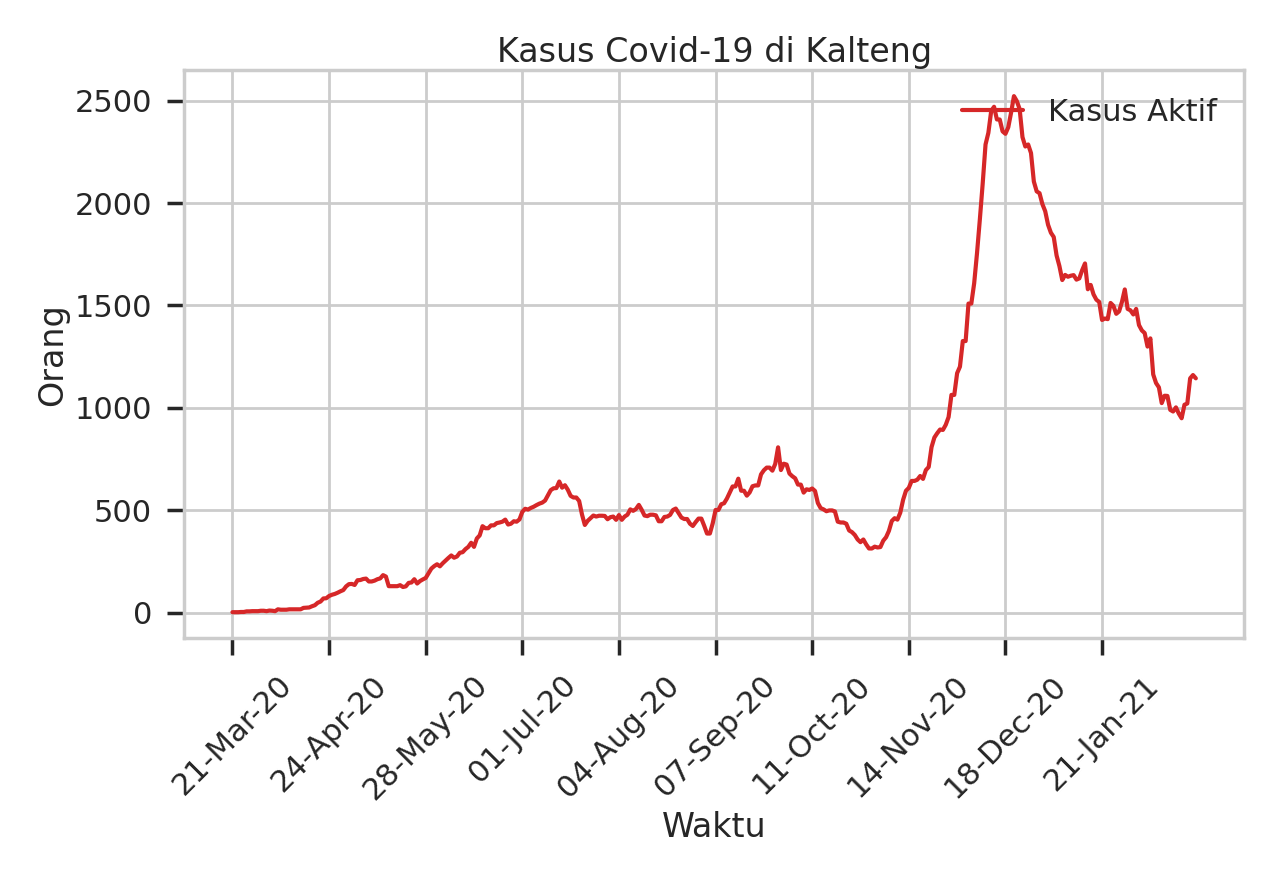 Kasus Covid-19 di Kalteng
Kasus Aktif
Orang
2500
2000
1500
1000
500
0
21-Mar-20
24-Apr-20
28-May-20
01-Jul-20
04-Aug-20
07-Sep-20
11-Oct-20
14-Nov-20
18-Dec-20
21-Jan-21
Waktu